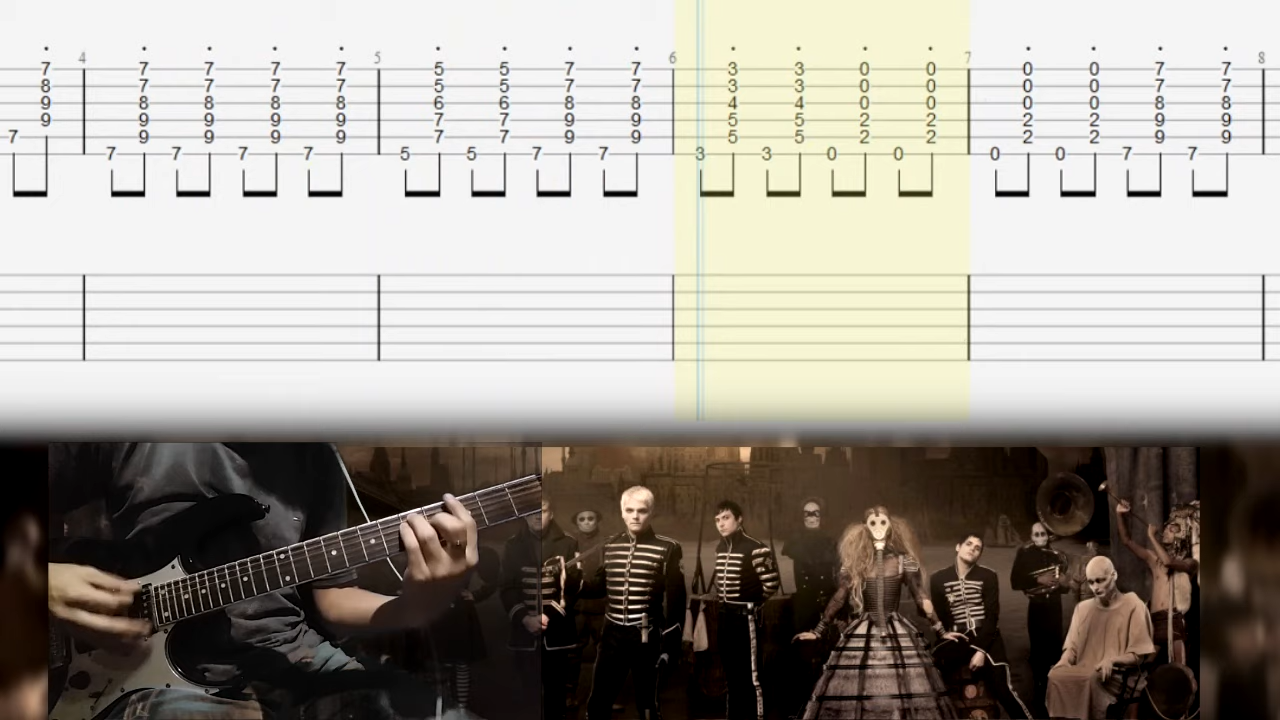 4 5 6 7 8
7 7 7 7 7 5 5 7 7 3 3 0 0 0 0 7 7
8 7 7 7 7 5 5 7 7 3 3 0 0 0 0 7 7
9 8 8 8 8 6 6 8 8 4 4 0 0 0 0 8 8
9 9 9 9 9 7 7 9 9 5 5 2 2 2 2 9 9
7 9 9 9 9 7 7 9 9 5 5 2 2 2 2 9 9
7 7 7 7 5 5 7 7 3 3 0 0 0 0 7 7